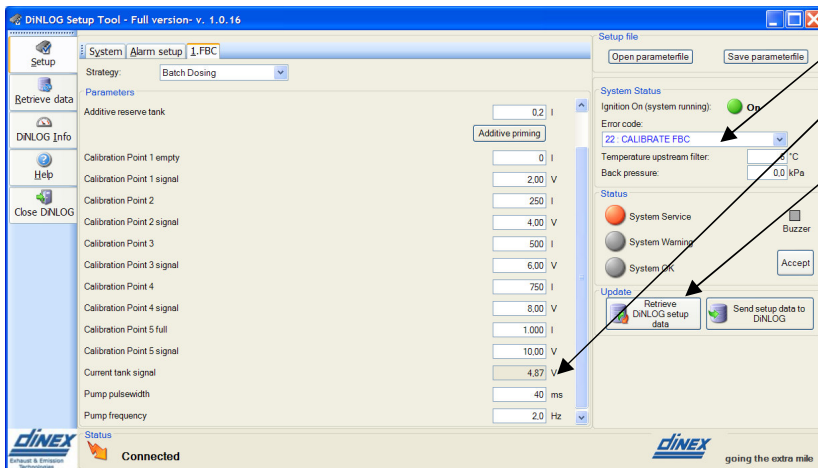 DiNLOG Setup Tool - Full version- v. 1.0.16
Setup
Retrieve data
DiNLOG Info
Help
Close DiNLOG
System Alarm setup 1.FBC
Strategy: Batch Dosing
Parameters
Additive reserve tank 0,2 l
Additive priming
Calibration Point 1 empty 0 l
Calibration Point 1 signal 2,00 V
Calibration Point 2 250 l
Calibration Point 2 signal 4,00 V
Calibration Point 3 500 l
Calibration Point 3 signal 6,00 V
Calibration Point 4 750 l
Calibration Point 4 signal 8,00 V
Calibration Point 5 full 1.000 l
Calibration Point 5 signal 10,00 V
Current tank signal 4,87 V
Pump pulsewidth 40 ms
Pump frequency 2,0 Hz
Setup file
Open parameterfile Save parameterfile
System Status
Ignition On (system running): On
Error code:
22 : CALIBRATE FBC
Temperature upstream filter: °C
Back pressure: 0,0 kPa
Status
System Service
Buzzer
System Warning
System OK
Accept
Update
Retrieve
DiNLOG setup
data
Send setup data to
DiNLOG
dinex
Exhaust & Emission
Technologies
Status
Connected
dinex
going the extra mile